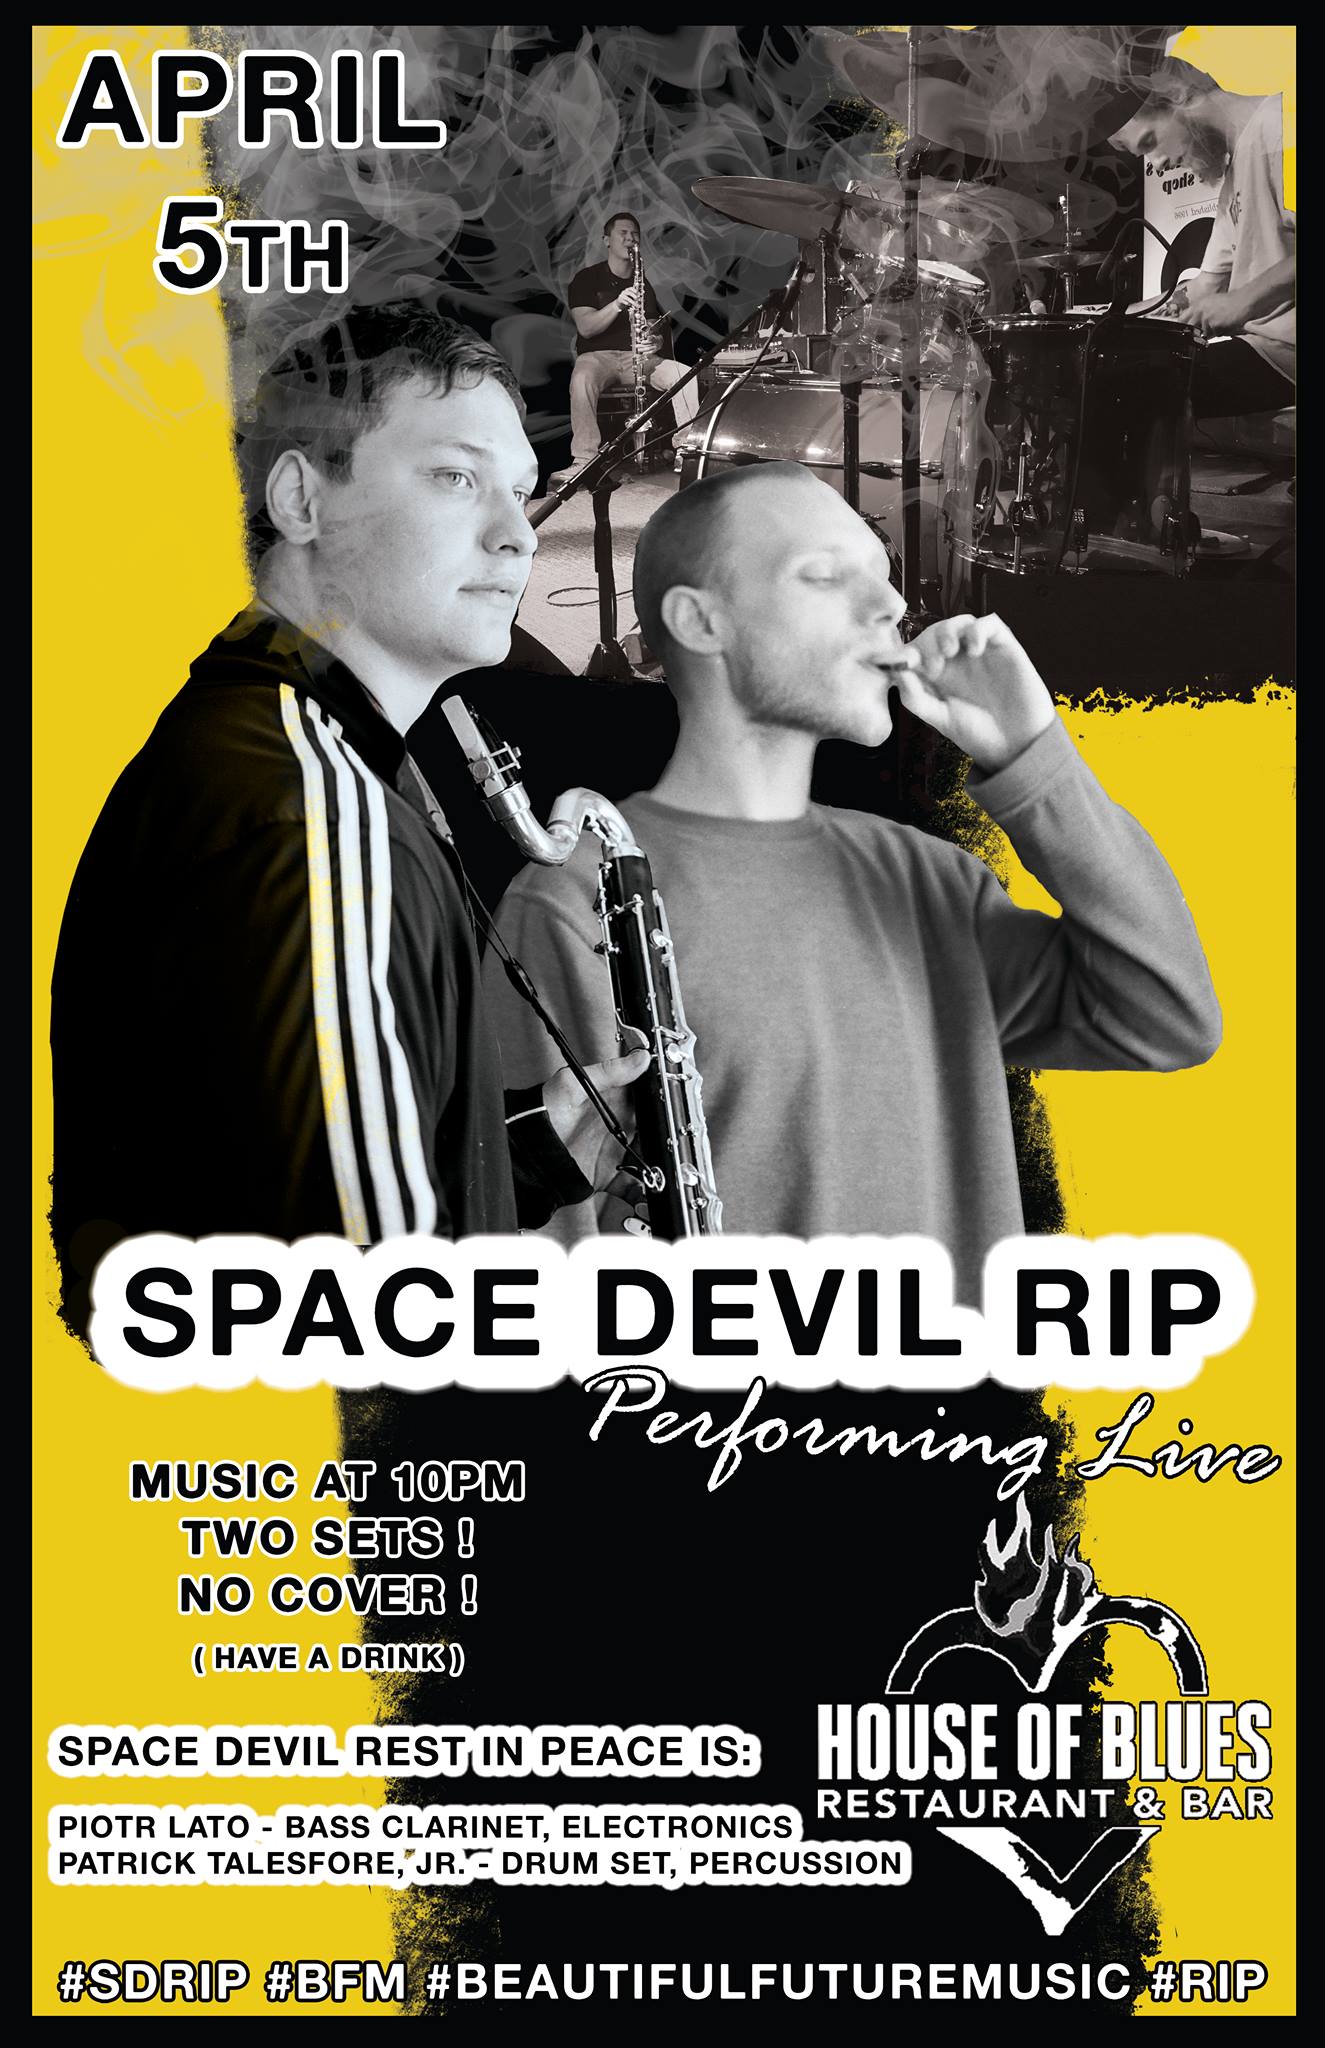 APRIL
5TH
shop
SPACE DEVIL RIP
Performing Live
MUSIC AT 10PM
TWO SETS !
NO COVER !
( HAVE A DRINK )
HOUSE OF BLUES
RESTAURANT & BAR
SPACE DEVIL REST IN PEACE IS:
PIOTR LATO - BASS CLARINET, ELECTRONICS
PATRICK TALESFORE, JR. - DRUM SET, PERCUSSION
#SDRIP #BFM #BEAUTIFULFUTUREMUSIC #RIP